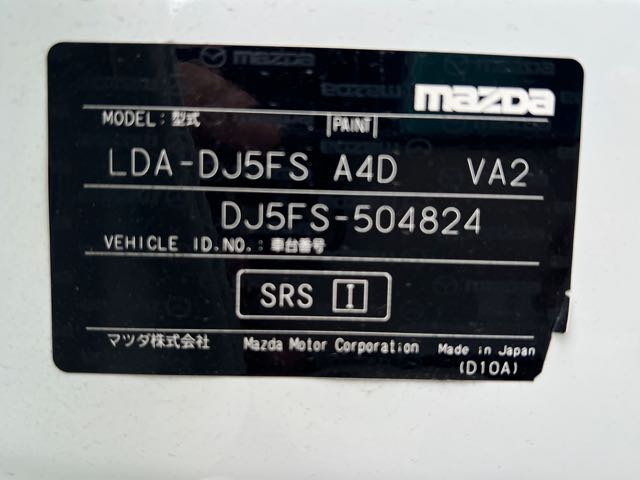 mazda
MODEL: 型式 PAINT
LDA-DJ5FS A4D VA2
DJ5FS-504824
VEHICLE ID.NO.: 車台番号
SRS I
マツダ株式会社 Mazda Motor Corporation Made in Japan
(D10A)